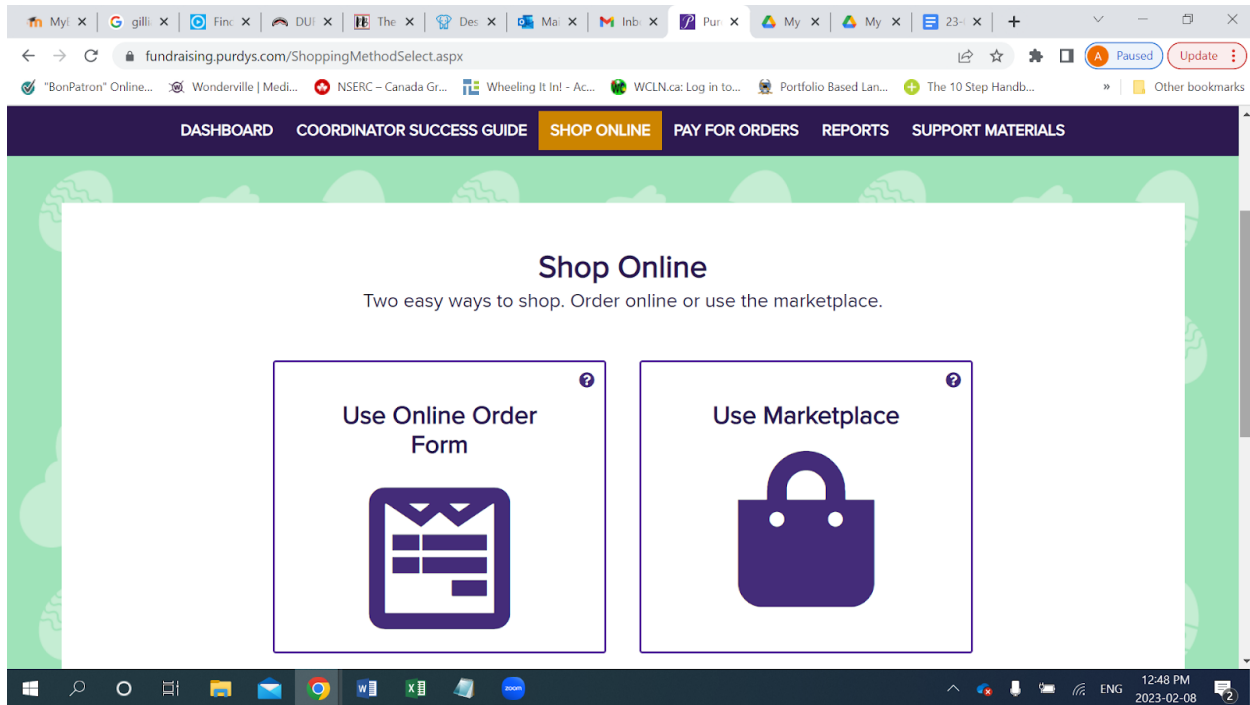 Myl
gilli
Finc
DUI
The
Des
Mai
Inb
Pur
My
My
23-
fundraising.purdys.com/ShoppingMethodSelect.aspx
A
Paused
Update
"BonPatron" Online...
Wonderville | Medi...
NSERC – Canada Gr...
Wheeling It In! - Ac...
WCLN.ca: Log in to...
Portfolio Based Lan...
The 10 Step Handb...
»
Other bookmarks
DASHBOARD
COORDINATOR SUCCESS GUIDE
SHOP ONLINE
PAY FOR ORDERS
REPORTS
SUPPORT MATERIALS
Shop Online
Two easy ways to shop. Order online or use the marketplace.
Use Online Order
Form
Use Marketplace
zoom
ENG
12:48 PM
2023-02-08
2